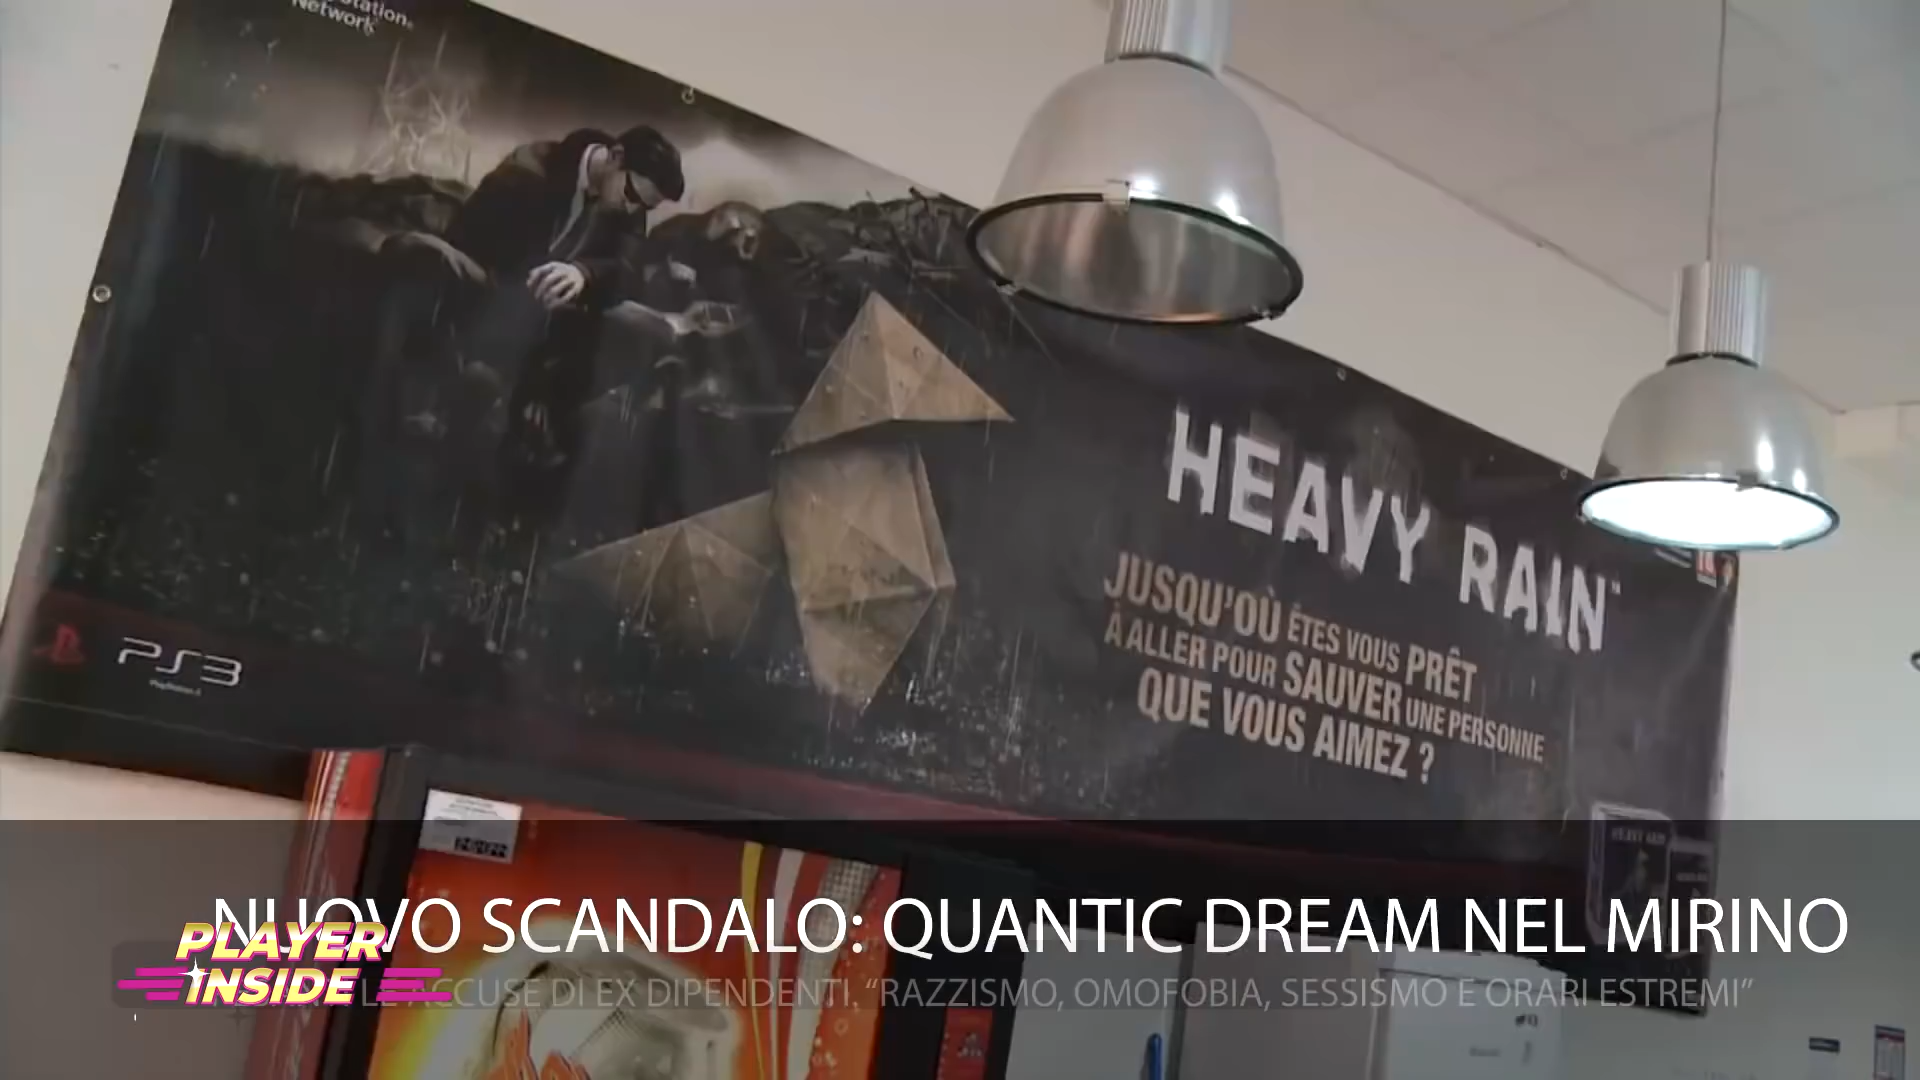 Network
HEAVY RAIN
JUSQU'OÙ ÊTES VOUS PRÊT
À ALLER POUR SAUVER UNE PERSONNE
QUE VOUS AIMEZ ?
PS3
NUOVO SCANDALO: QUANTIC DREAM NEL MIRINO
PLAYER
INSIDE
ACCUSE DI EX DIPENDENTI. “RAZZISMO, OMOFOBIA, SESSISMO E ORARI ESTREMI”